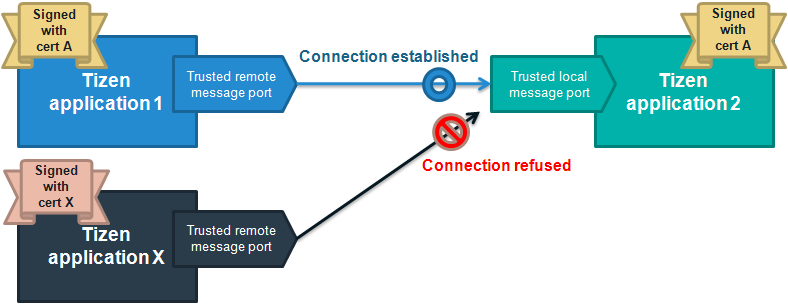 Signed
with
cert A
Tizen
application 1
Trusted remote
message port
Connection established
Trusted local
message port
Signed
with
cert A
Tizen
application 2
Connection refused
Signed
with
cert X
Tizen
application X
Trusted remote
message port